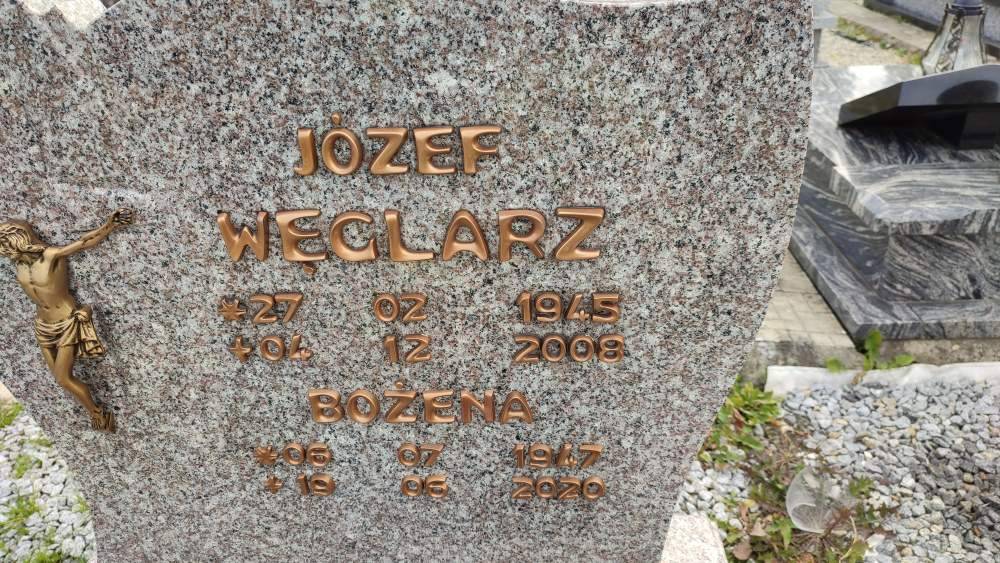 JÓZEF
WĘGLARZ
*27 02 1945
+04 12 2008
BOŻENA
*06 07 1947
+19 06 2020